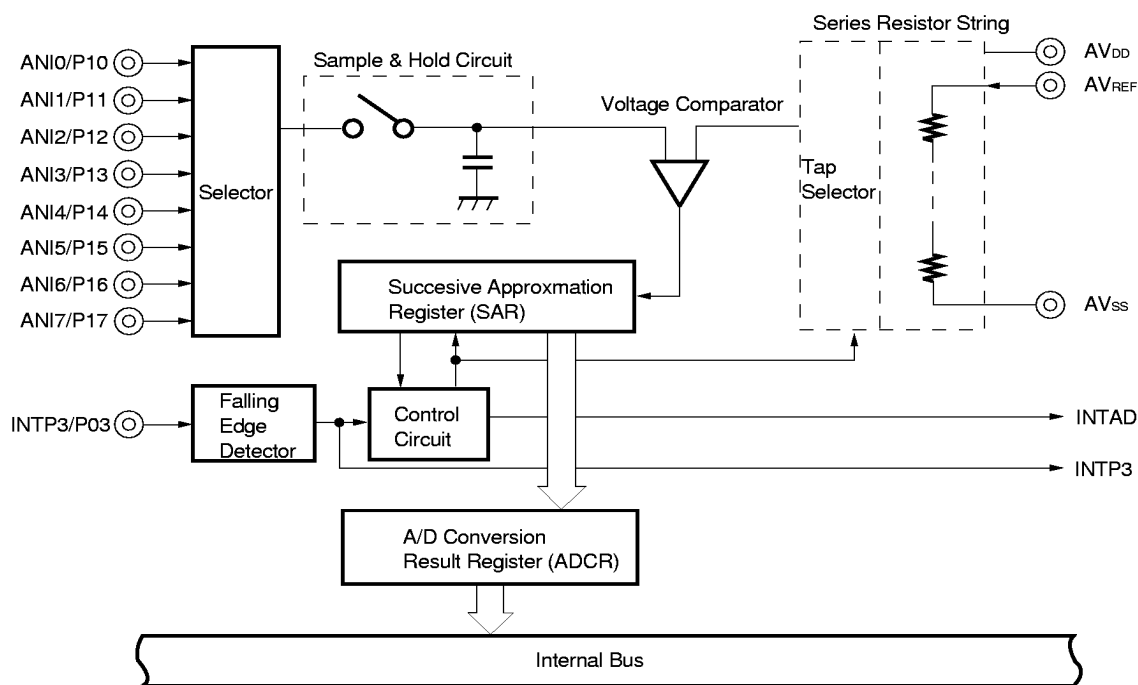 Series Resistor String
ANI0/P10
ANI1/P11
ANI2/P12
ANI3/P13
ANI4/P14
ANI5/P15
ANI6/P16
ANI7/P17
Selector
Sample & Hold Circuit
Voltage Comparator
Tap
Selector
AVDD
AVREF
AVSS
Succesive Approxmation
Register (SAR)
INTP3/P03
Falling
Edge
Detector
Control
Circuit
INTAD
INTP3
A/D Conversion
Result Register (ADCR)
Internal Bus